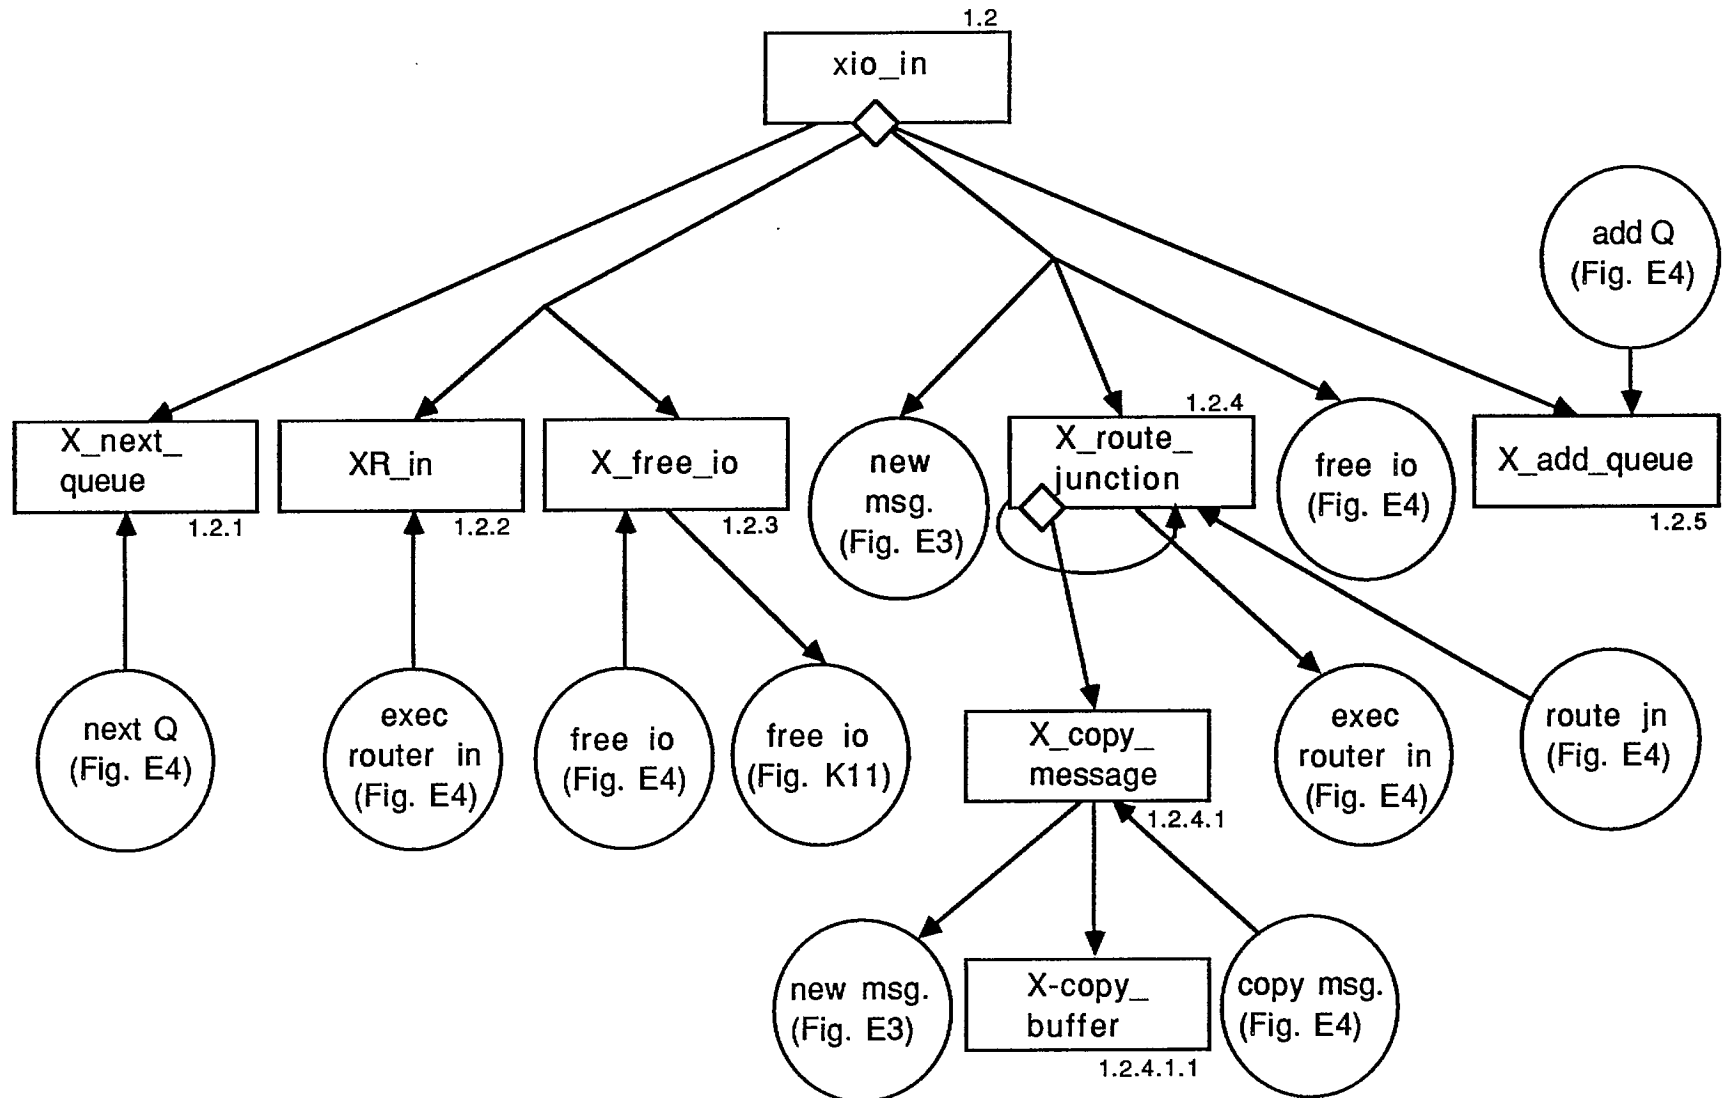 1.2
xio_in
add Q
(Fig. E4)
X_next_
queue
1.2.1
XR_in
1.2.2
X_free_io
1.2.3
new
msg.
(Fig. E3)
1.2.4
X_route_
junction
free io
(Fig. E4)
X_add_queue
1.2.5
next Q
(Fig. E4)
exec
router in
(Fig. E4)
free io
(Fig. E4)
free io
(Fig. K11)
X_copy_
message
1.2.4.1
exec
router in
(Fig. E4)
route jn
(Fig. E4)
new msg.
(Fig. E3)
X-copy_
buffer
1.2.4.1.1
copy msg.
(Fig. E4)